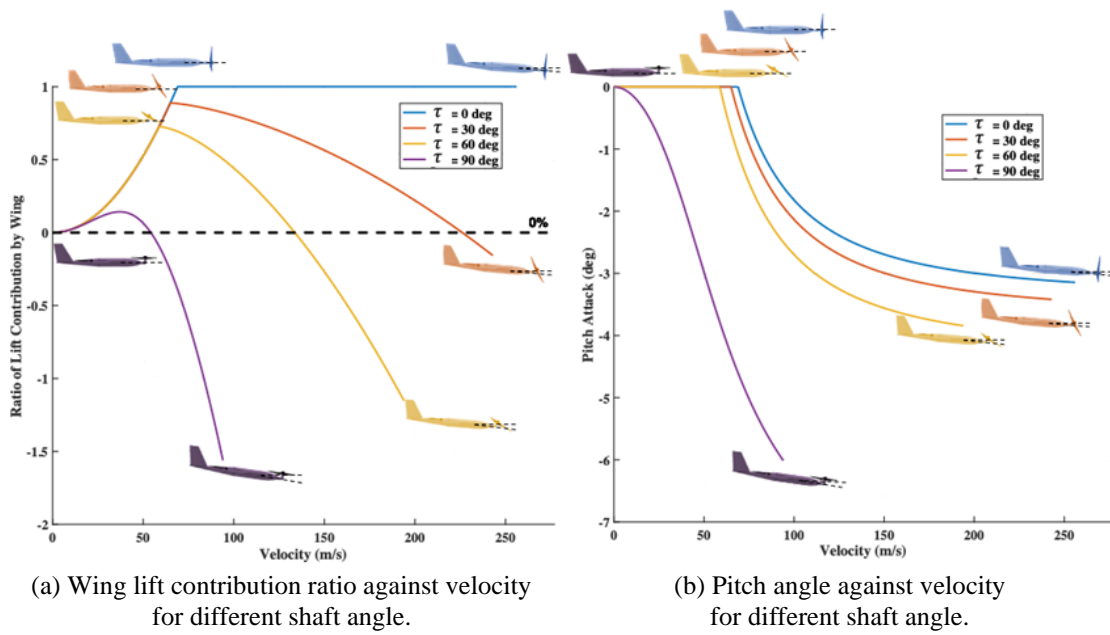 1
0.5
0
-0.5
-1
-1.5
-2
0 50 100 150 200 250
Ratio of Lift Contribution by Wing
Velocity (m/s)
τ = 0 deg
τ = 30 deg
τ = 60 deg
τ = 90 deg
0%
(a) Wing lift contribution ratio against velocity
for different shaft angle.
0
-1
-2
-3
-4
-5
-6
-7
0 50 100 150 200 250
Pitch Attack (deg)
Velocity (m/s)
τ = 0 deg
τ = 30 deg
τ = 60 deg
τ = 90 deg
(b) Pitch angle against velocity
for different shaft angle.